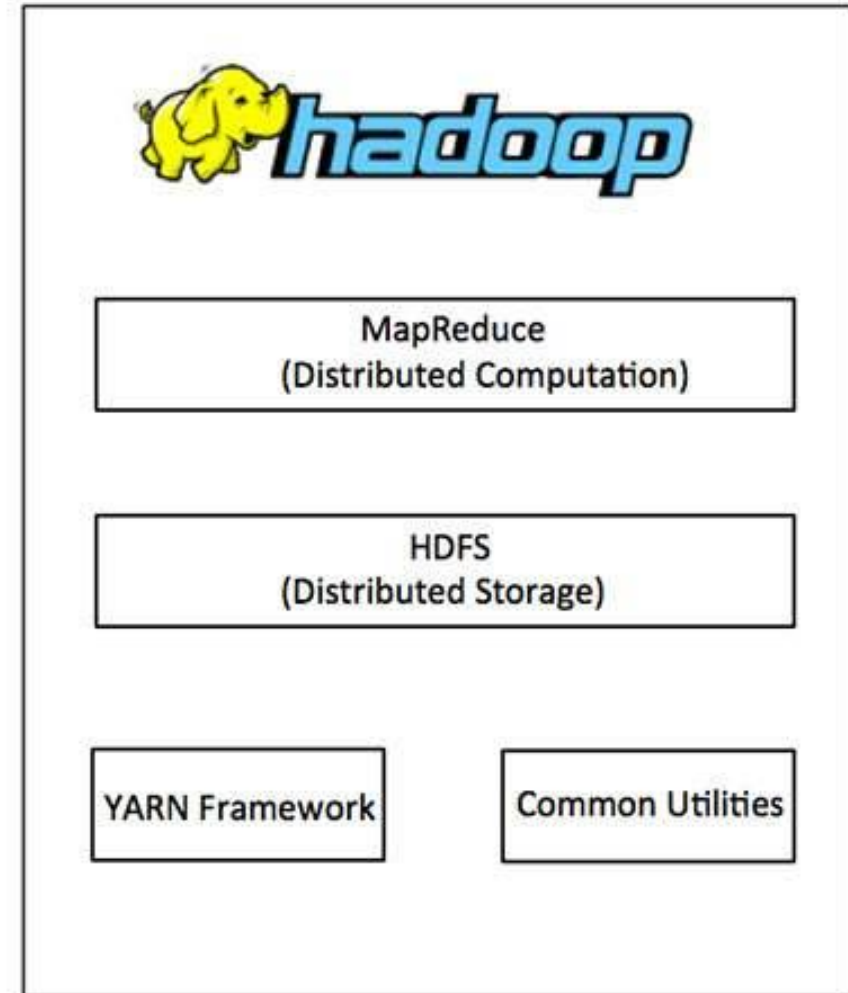 hadoop
MapReduce
(Distributed Computation)
HDFS
(Distributed Storage)
YARN Framework
Common Utilities